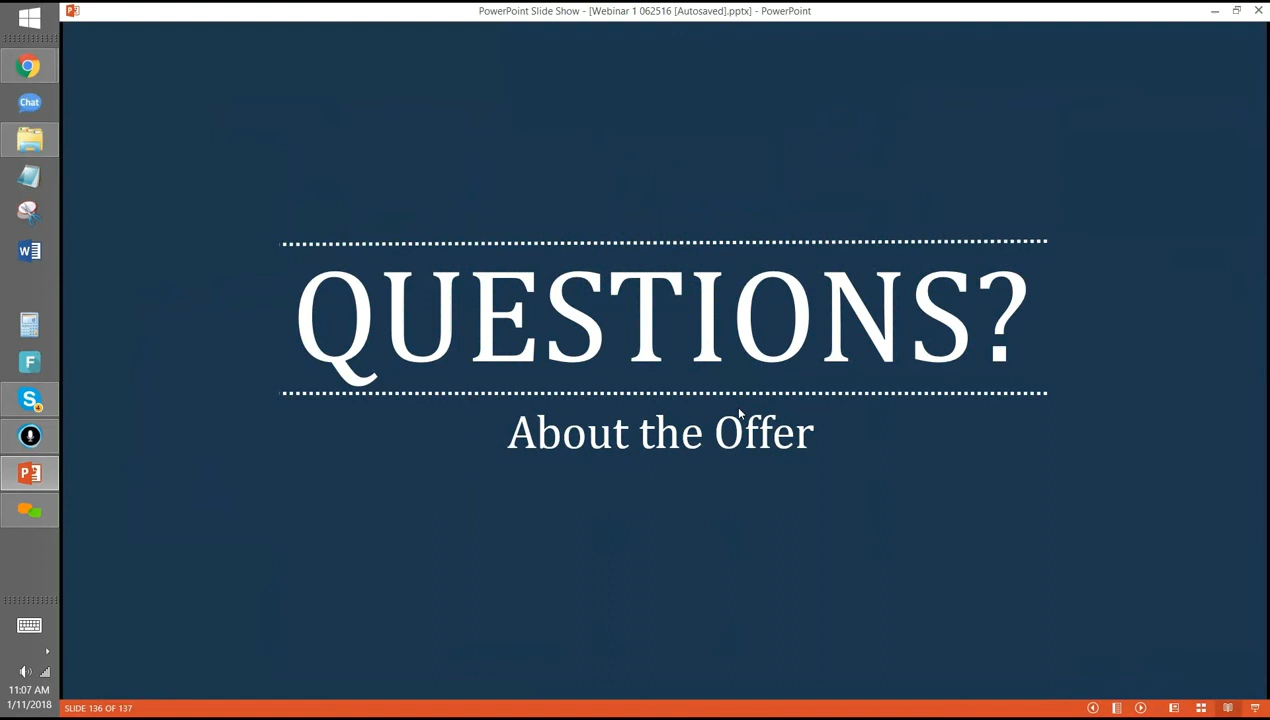 PowerPoint Slide Show - [Webinar 1 062516 [Autosaved].pptx] - PowerPoint
Chat
QUESTIONS?
About the Offer
W
F
S
4
P
11:07 AM
1/11/2018
SLIDE 136 OF 137